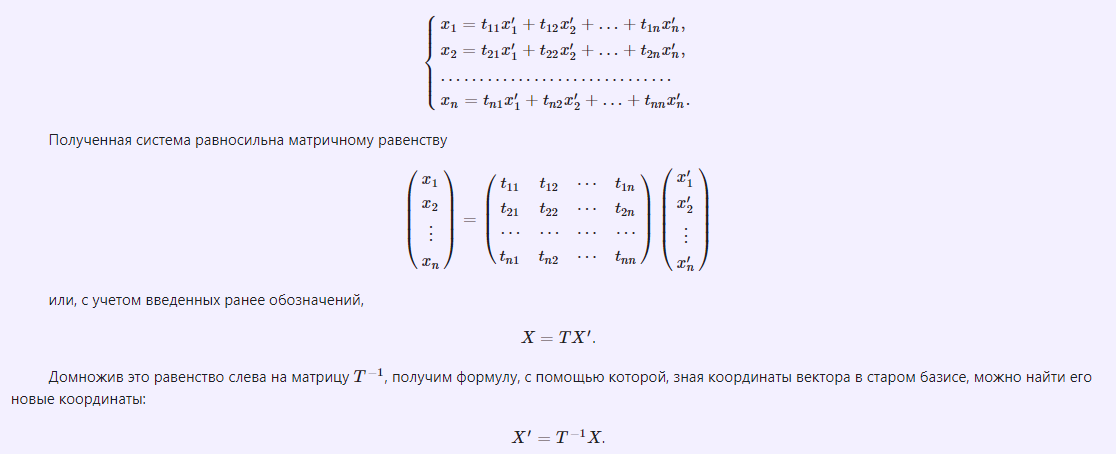 x₁ = t₁₁x′₁ + t₁₂x′₂ + … + t₁ₙx′ₙ,
x₂ = t₂₁x′₁ + t₂₂x′₂ + … + t₂ₙx′ₙ,
. . . . . . . . . . . . . . . . . . . . . . . . . . . . . .
xₙ = tₙ₁x′₁ + tₙ₂x′₂ + … + tₙₙx′ₙ.
Полученная система равносильна матричному равенству
x₁ t₁₁ t₁₂ ⋯ t₁ₙ x′₁
x₂ = t₂₁ t₂₂ ⋯ t₂ₙ x′₂
⋮ ⋯ ⋯ ⋯ ⋯ ⋮
xₙ tₙ₁ tₙ₂ ⋯ tₙₙ x′ₙ
или, с учетом введенных ранее обозначений,
X = TX′.
Домножив это равенство слева на матрицу T⁻¹, получим формулу, с помощью которой, зная координаты вектора в старом базисе, можно найти его
новые координаты:
X′ = T⁻¹X.